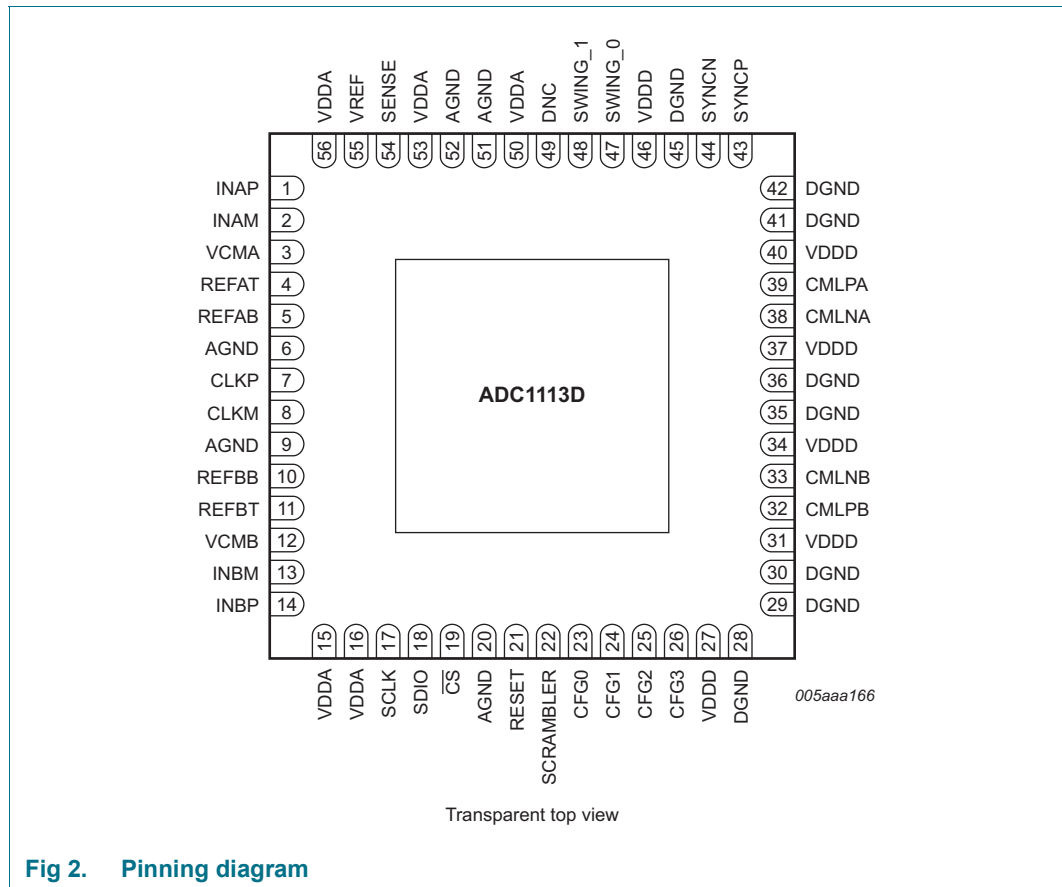 VDDA
VREF
SENSE
VDDA
AGND
AGND
VDDA
DNC
SWING_1
SWING_0
VDDD
DGND
SYNCN
SYNCP
56
55
54
53
52
51
50
49
48
47
46
45
44
43
INAP 1
INAM 2
VCMA 3
REFAT 4
REFAB 5
AGND 6
CLKP 7
CLKM 8
AGND 9
REFBB 10
REFBT 11
VCMB 12
INBM 13
INBP 14
ADC1113D
42 DGND
41 DGND
40 VDDD
39 CMLPA
38 CMLNA
37 VDDD
36 DGND
35 DGND
34 VDDD
33 CMLNB
32 CMLPB
31 VDDD
30 DGND
29 DGND
15
16
17
18
19
20
21
22
23
24
25
26
27
28
VDDA
VDDA
SCLK
SDIO
CS
AGND
RESET
SCRAMBLER
CFG0
CFG1
CFG2
CFG3
VDDD
DGND
005aaa166
Transparent top view
Fig 2. Pinning diagram